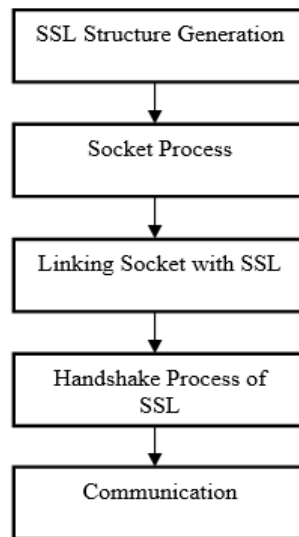 SSL Structure Generation
Socket Process
Linking Socket with SSL
Handshake Process of
SSL
Communication